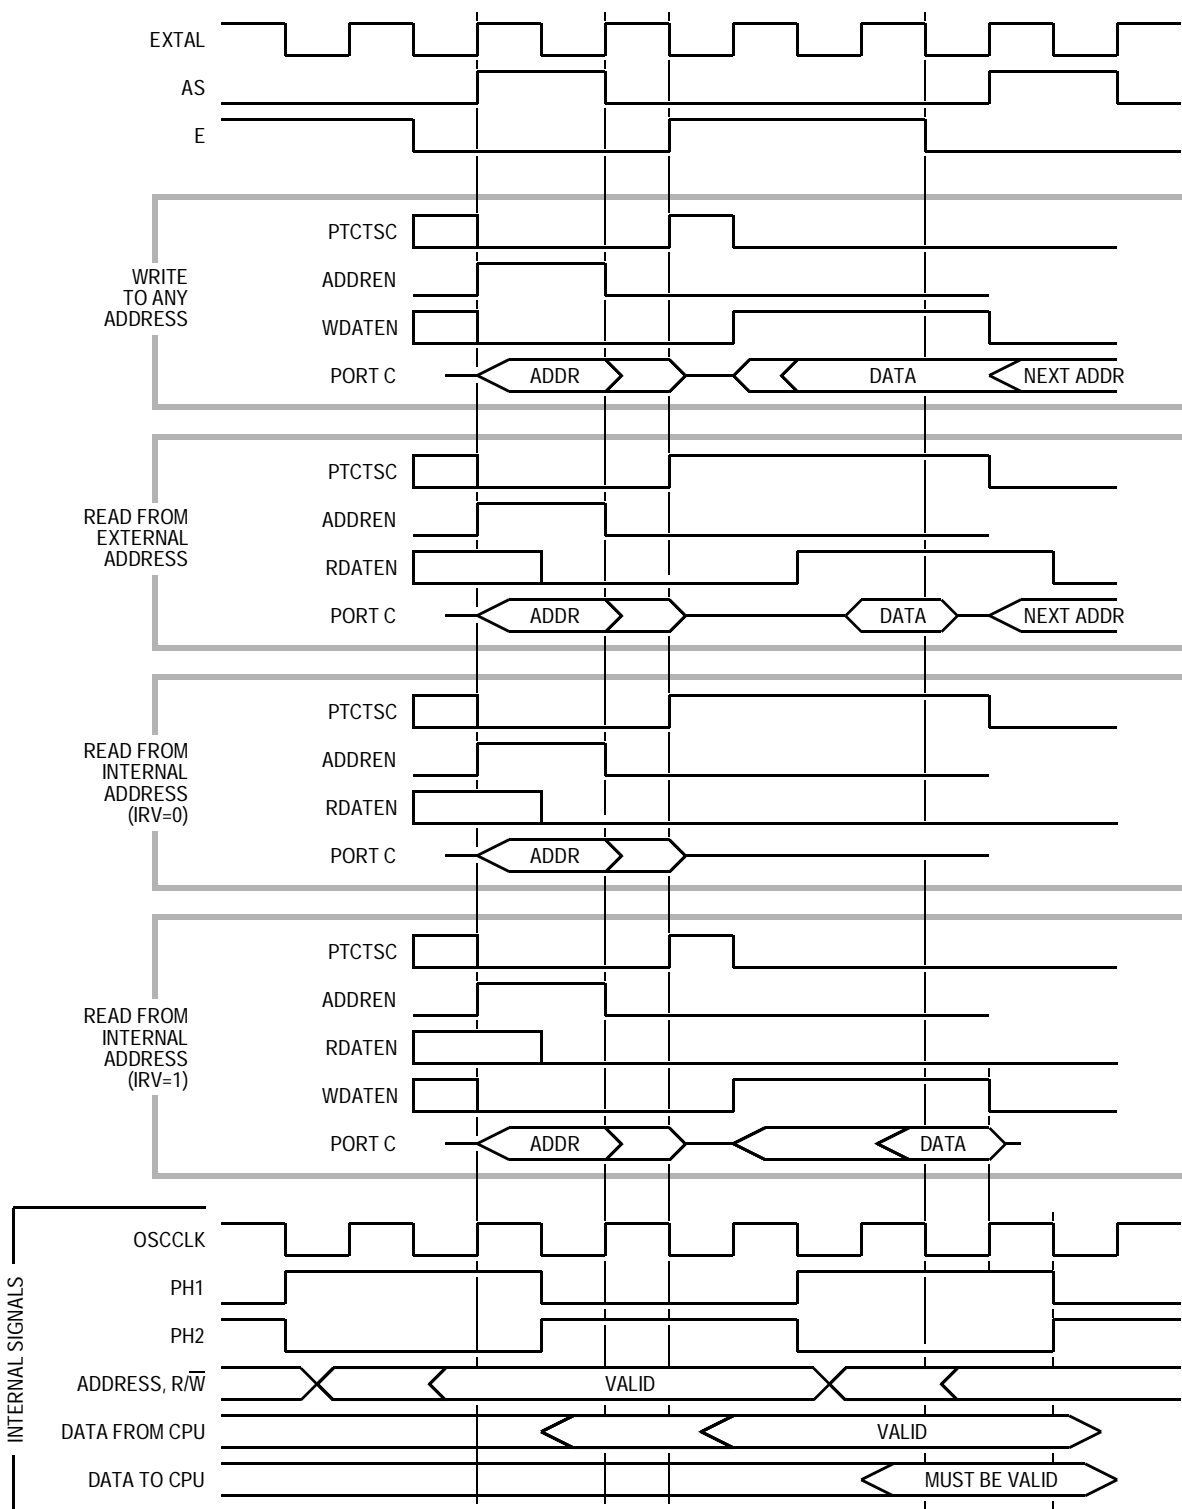 EXTAL
AS
E
WRITE
TO ANY
ADDRESS
PTCTSC
ADDREN
WDATEN
PORT C
ADDR
DATA
NEXT ADDR
READ FROM
EXTERNAL
ADDRESS
PTCTSC
ADDREN
RDATEN
PORT C
ADDR
DATA
NEXT ADDR
READ FROM
INTERNAL
ADDRESS
(IRV=0)
PTCTSC
ADDREN
RDATEN
PORT C
ADDR
READ FROM
INTERNAL
ADDRESS
(IRV=1)
PTCTSC
ADDREN
RDATEN
WDATEN
PORT C
ADDR
DATA
INTERNAL SIGNALS
OSCCLK
PH1
PH2
ADDRESS, R/W̅
VALID
DATA FROM CPU
VALID
DATA TO CPU
MUST BE VALID